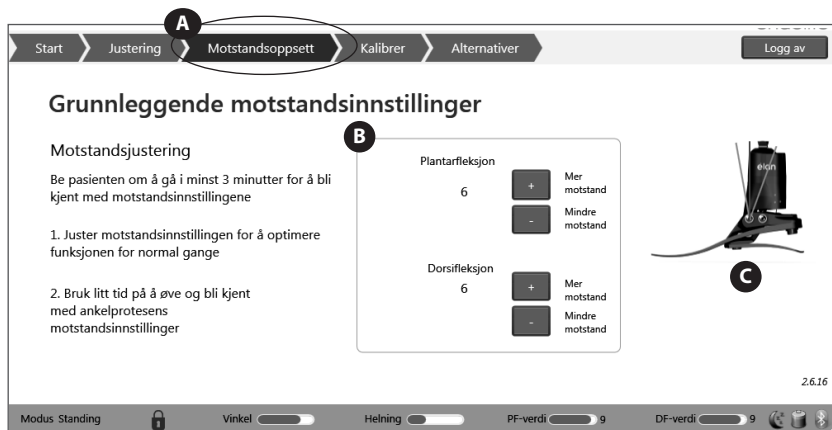 A
Start
Justering
Motstandsoppsett
Kalibrer
Alternativer
Logg av
Grunnleggende motstandsinnstillinger
Motstandsjustering
Be pasienten om å gå i minst 3 minutter for å bli
kjent med motstandsinnstillingene
1. Juster motstandsinnstillingen for å optimere
funksjonen for normal gange
2. Bruk litt tid på å øve og bli kjent
med ankelprotesens
motstandsinnstillinger
B
Plantarfleksjon
6
+
Mer
motstand
-
Mindre
motstand
Dorsifleksjon
6
+
Mer
motstand
-
Mindre
motstand
elan
C
2.6.16
Modus Standing
Vinkel
Helning
PF-verdi
9
DF-verdi
9